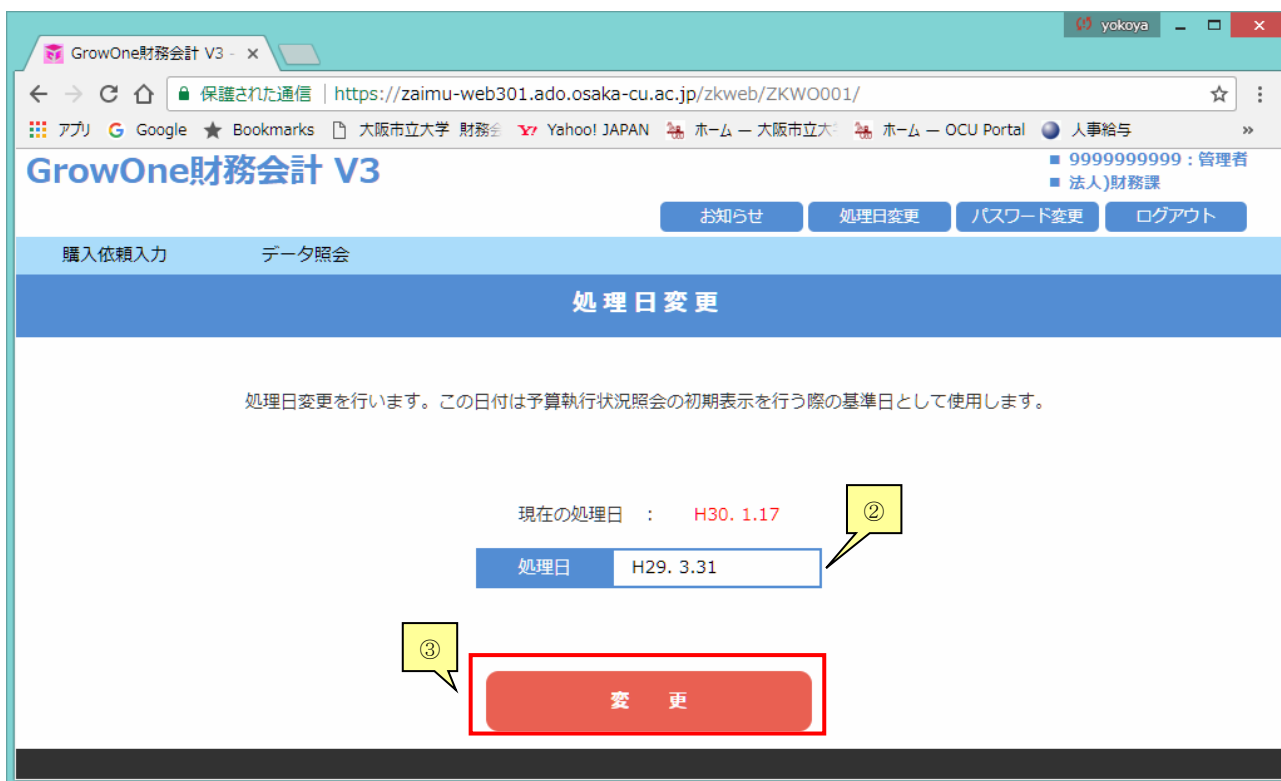 yokoya
GrowOne財務会計 V3 -
保護された通信 | https://zaimu-web301.ado.osaka-cu.ac.jp/zkweb/ZKWO001/
アプリ Google Bookmarks 大阪市立大学 財務会 Yahoo! JAPAN ホーム — 大阪市立大 ホーム — OCU Portal 人事給与 »
GrowOne財務会計 V3
■ 9999999999：管理者
■ 法人)財務課
お知らせ 処理日変更 パスワード変更 ログアウト
購入依頼入力 データ照会
処理日変更
処理日変更を行います。この日付は予算執行状況照会の初期表示を行う際の基準日として使用します。
現在の処理日 ： H30. 1.17
②
処理日 H29. 3.31
③
変 更